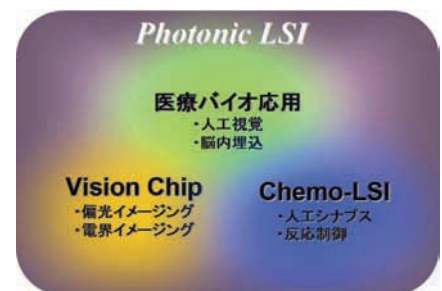 Photonic LSI
医療バイオ応用
・人工視覚
・脳内埋込
Vision Chip
・偏光イメージング
・電界イメージング
Chemo-LSI
・人工シナプス
・反応制御